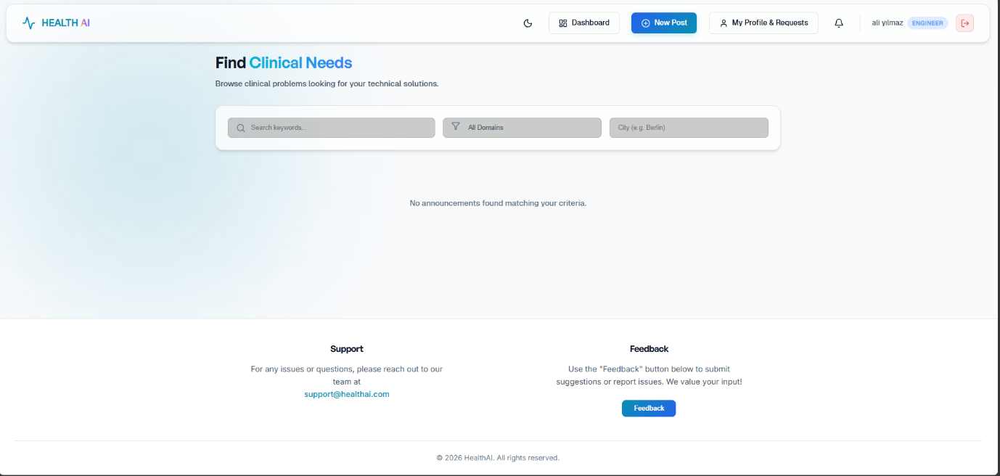 HEALTH AI
Dashboard
New Post
My Profile & Requests
ali yılmaz
ENGINEER
Find Clinical Needs
Browse clinical problems looking for your technical solutions.
Search keywords...
All Domains
City (e.g. Berlin)
No announcements found matching your criteria.
Support
For any issues or questions, please reach out to our
team at
support@healthai.com
Feedback
Use the "Feedback" button below to submit
suggestions or report issues. We value your input!
Feedback
© 2026 HealthAI. All rights reserved.